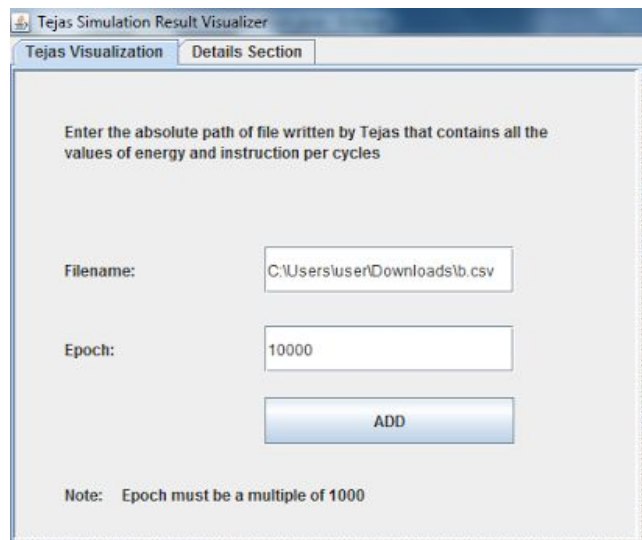 Tejas Simulation Result Visualizer
Tejas Visualization Details Section
Enter the absolute path of file written by Tejas that contains all the
values of energy and instruction per cycles
Filename: C:\Users\user\Downloads\b.csv
Epoch: 10000
ADD
Note: Epoch must be a multiple of 1000